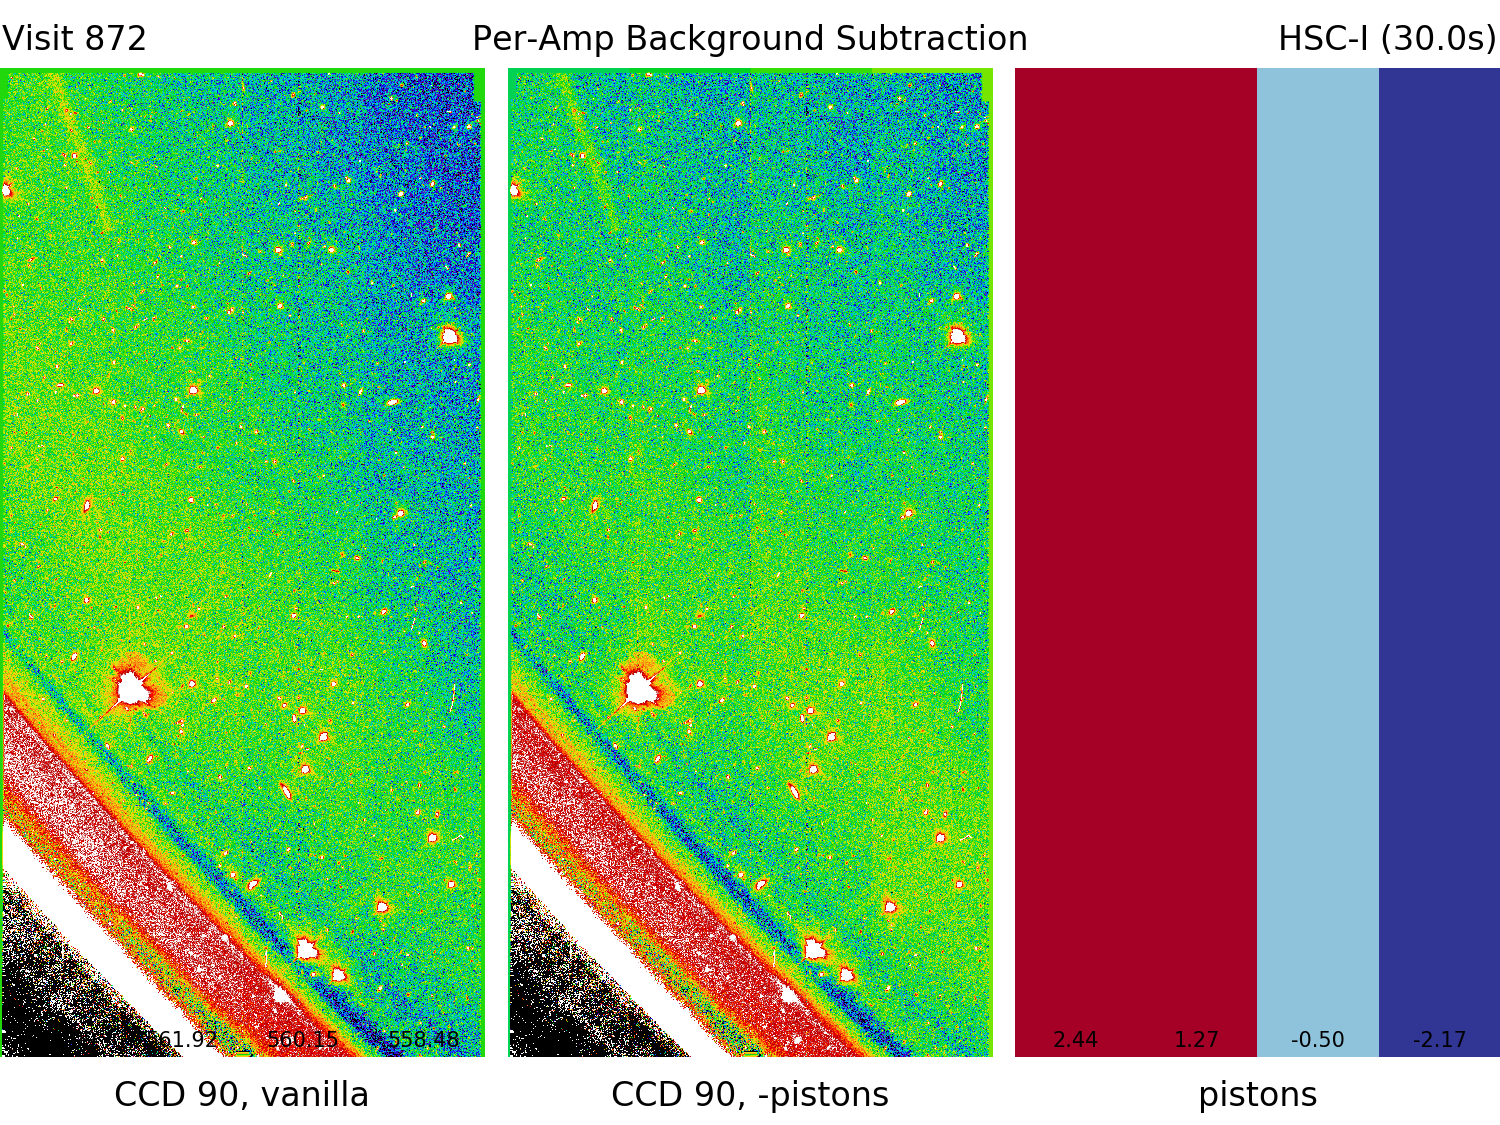 Visit 872 Per-Amp Background Subtraction HSC-I (30.0s)
561.92 560.15 558.48 2.44 1.27 -0.50 -2.17
CCD 90, vanilla CCD 90, -pistons pistons